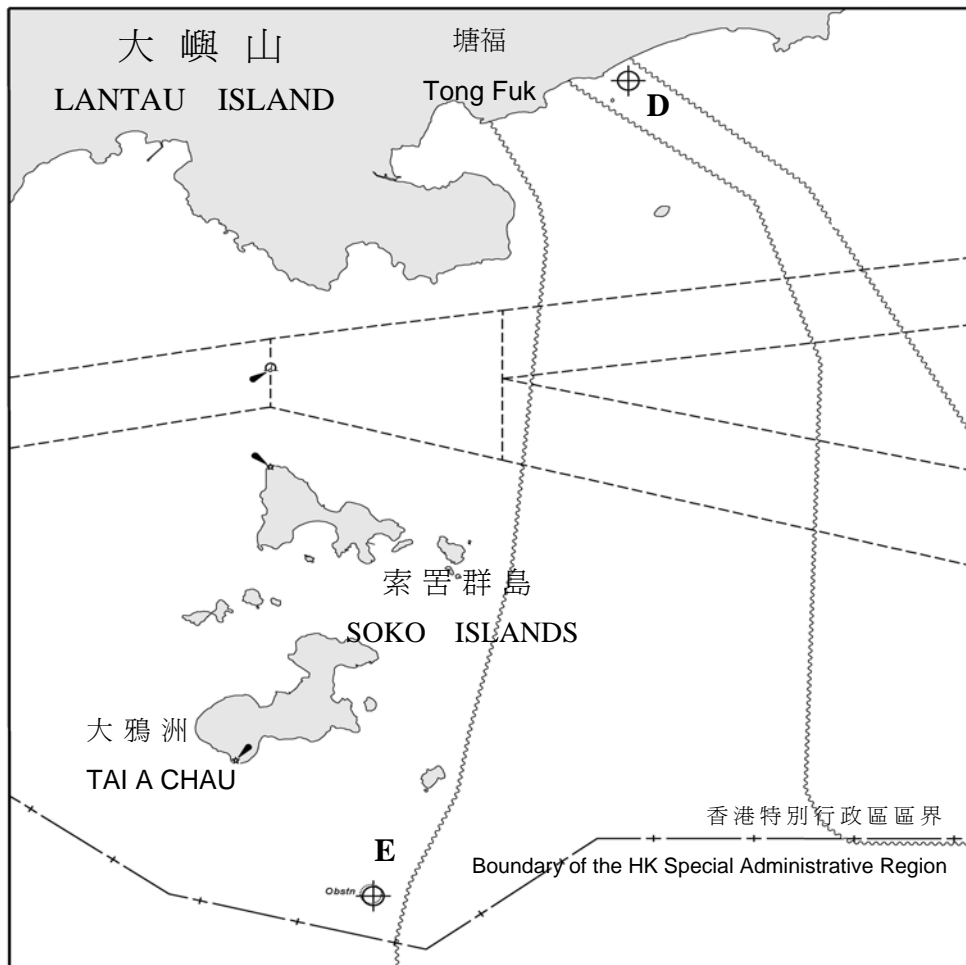 大嶼山
LANTAU ISLAND
塘福
Tong Fuk
D
索罟群島
SOKO ISLANDS
大鴉洲
TAI A CHAU
香港特別行政區區界
Boundary of the HK Special Administrative Region
E
Obstn